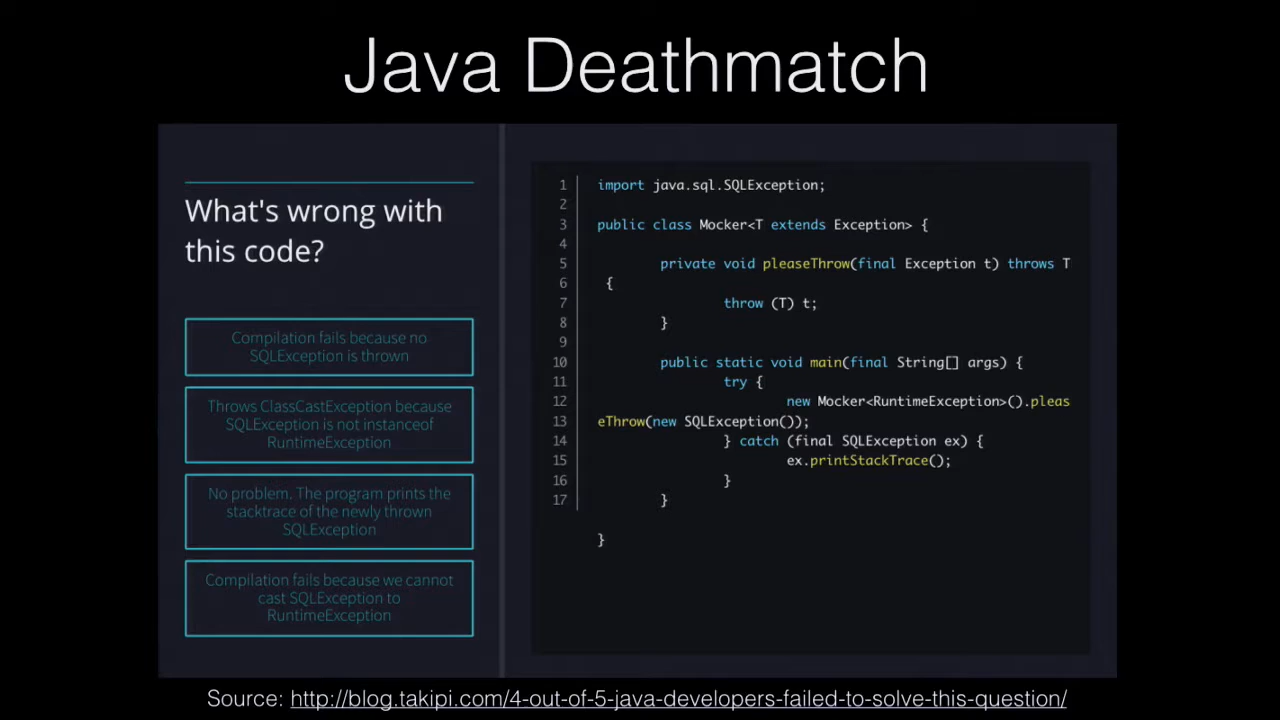 Java Deathmatch
What's wrong with
this code?
Compilation fails because no
SQLException is thrown
Throws ClassCastException because
SQLException is not instanceof
RuntimeException
No problem. The program prints the
stacktrace of the newly thrown
SQLException
Compilation fails because we cannot
cast SQLException to
RuntimeException
1 import java.sql.SQLException;
2
3 public class Mocker<T extends Exception> {
4
5 private void pleaseThrow(final Exception t) throws T
6 {
7 throw (T) t;
8 }
9
10 public static void main(final String[] args) {
11 try {
12 new Mocker<RuntimeException>().pleas
13 eThrow(new SQLException());
14 } catch (final SQLException ex) {
15 ex.printStackTrace();
16 }
17 }
}
Source: http://blog.takipi.com/4-out-of-5-java-developers-failed-to-solve-this-question/